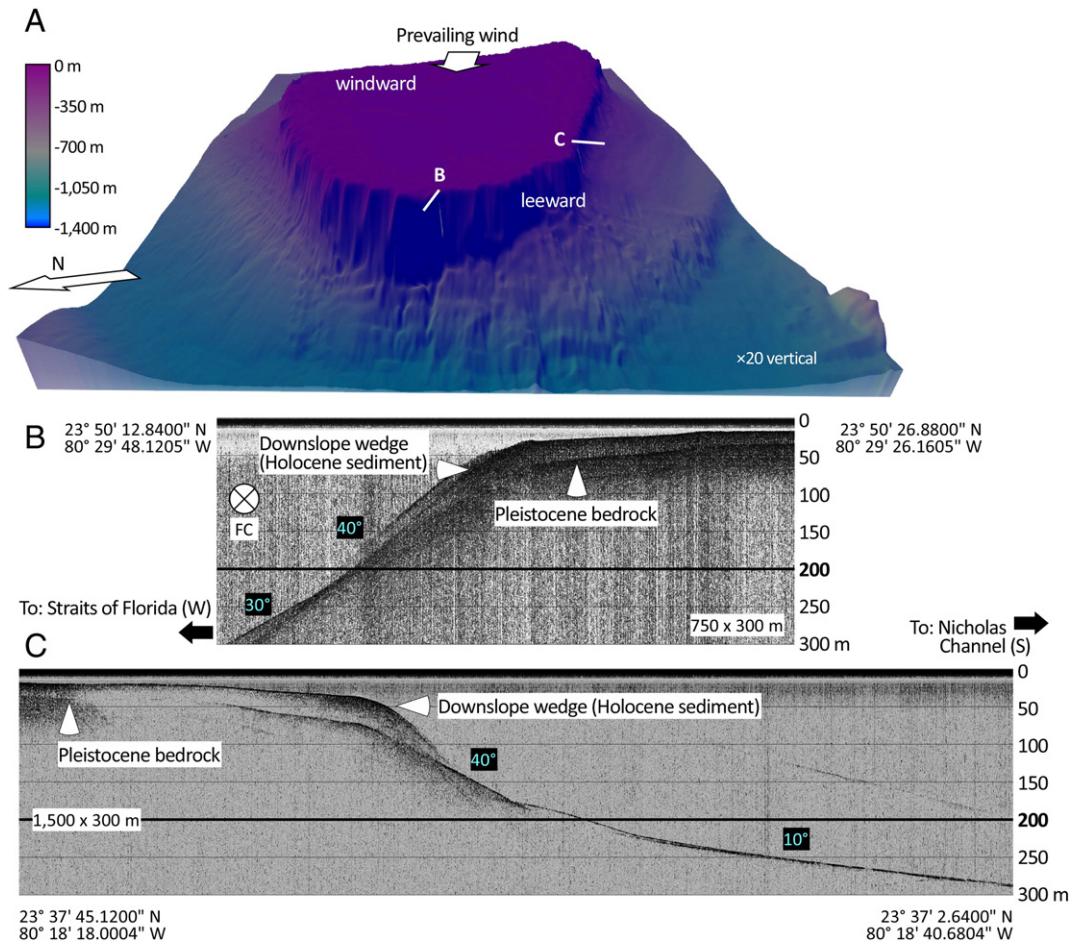 A
Prevailing wind
0 m
-350 m
-700 m
-1,050 m
-1,400 m
windward
C
B
leeward
N
×20 vertical
B
23° 50' 12.8400" N
80° 29' 48.1205" W
Downslope wedge
(Holocene sediment)
23° 50' 26.8800" N
80° 29' 26.1605" W
0
50
100
150
200
250
300 m
Pleistocene bedrock
FC
40°
30°
750 x 300 m
To: Straits of Florida (W)
To: Nicholas
Channel (S)
C
0
50
100
150
200
250
300 m
Downslope wedge (Holocene sediment)
Pleistocene bedrock
40°
1,500 x 300 m
10°
23° 37' 45.1200" N
80° 18' 18.0004" W
23° 37' 2.6400" N
80° 18' 40.6804" W